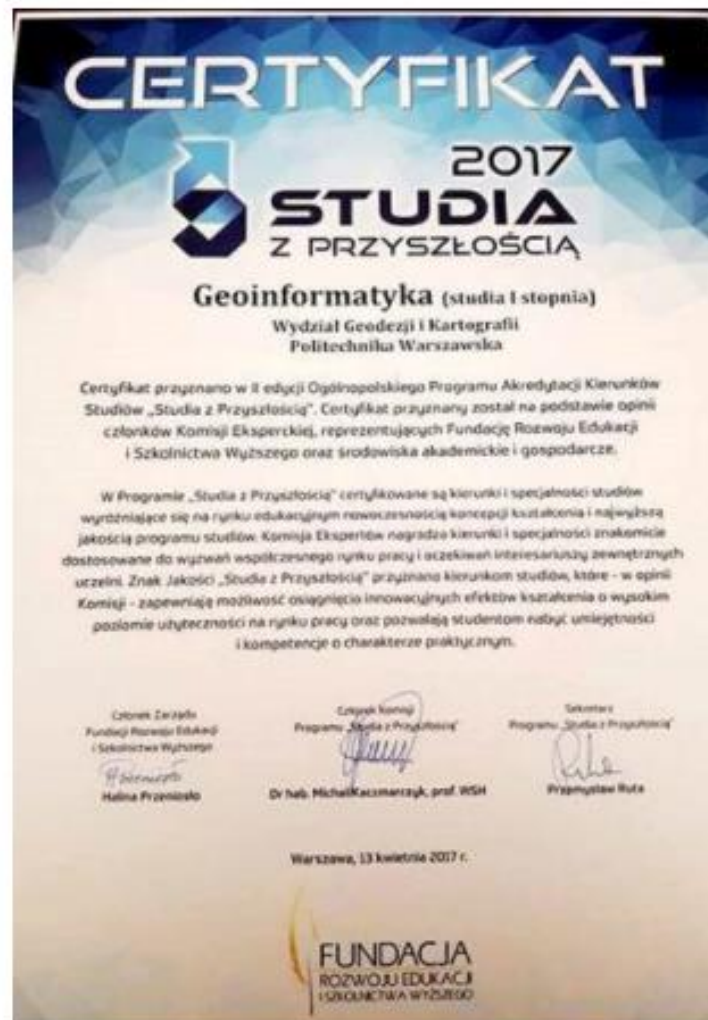 CERTYFIKAT
2017
STUDIA
Z PRZYSZŁOŚCIĄ
Geoinformatyka (studia I stopnia)
Wydział Geodezji i Kartografii
Politechnika Warszawska
Certyfikat przyznano w II edycji Ogólnopolskiego Programu Akredytacji Kierunków
Studiów „Studia z Przyszłością". Certyfikat przyznany został na podstawie opinii
członków Komisji Eksperckiej, reprezentujących Fundację Rozwoju Edukacji
i Szkolnictwa Wyższego oraz środowiska akademickie i gospodarcze.
W Programie „Studia z Przyszłością" certyfikowane są kierunki i specjalności studiów
wyróżniające się na rynku edukacyjnym nowoczesnością koncepcji kształcenia i najwyższą
jakością programu studiów. Komisja Ekspertów nagradza kierunki i specjalności znakomicie
dostosowane do wyzwań współczesnego rynku pracy i oczekiwań interesariuszy zewnętrznych
uczelni. Znak Jakości „Studia z Przyszłością" przyznano kierunkom studiów, które - w opinii
Komisji - zapewniają możliwość osiągnięcia innowacyjnych efektów kształcenia o wysokim
poziomie użyteczności na rynku pracy oraz pozwalają studentom nabyć umiejętności
i kompetencje o charakterze praktycznym.
Członek Zarządu
Fundacji Rozwoju Edukacji
i Szkolnictwa Wyższego
Halina Przeniosło
Członek Komisji
Programu „Studia z Przyszłością"
Dr hab. Michał Kaczmarczyk, prof. WSH
Sekretarz
Programu „Studia z Przyszłością"
Przemysław Ruta
Warszawa, 13 kwietnia 2017 r.
FUNDACJA
ROZWOJU EDUKACJI
I SZKOLNICTWA WYŻSZEGO